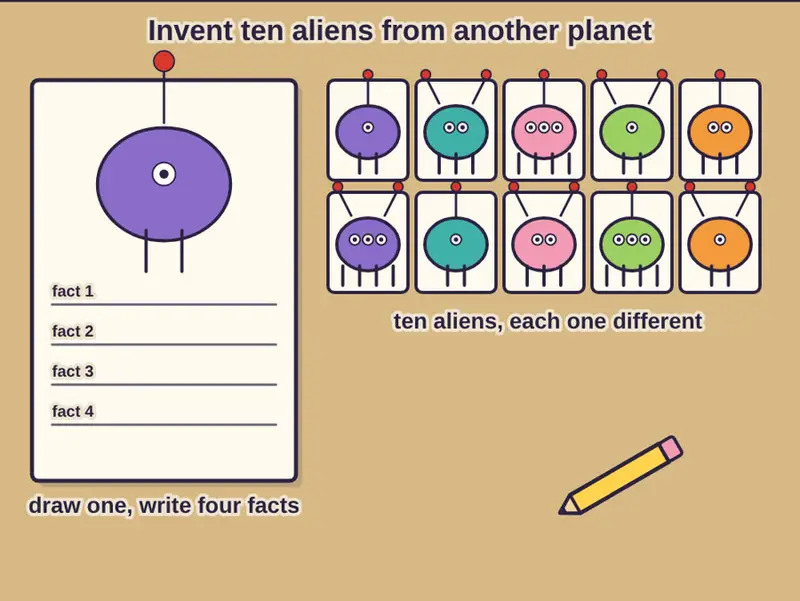 Invent ten aliens from another planet
fact 1
fact 2
fact 3
fact 4
draw one, write four facts
ten aliens, each one different